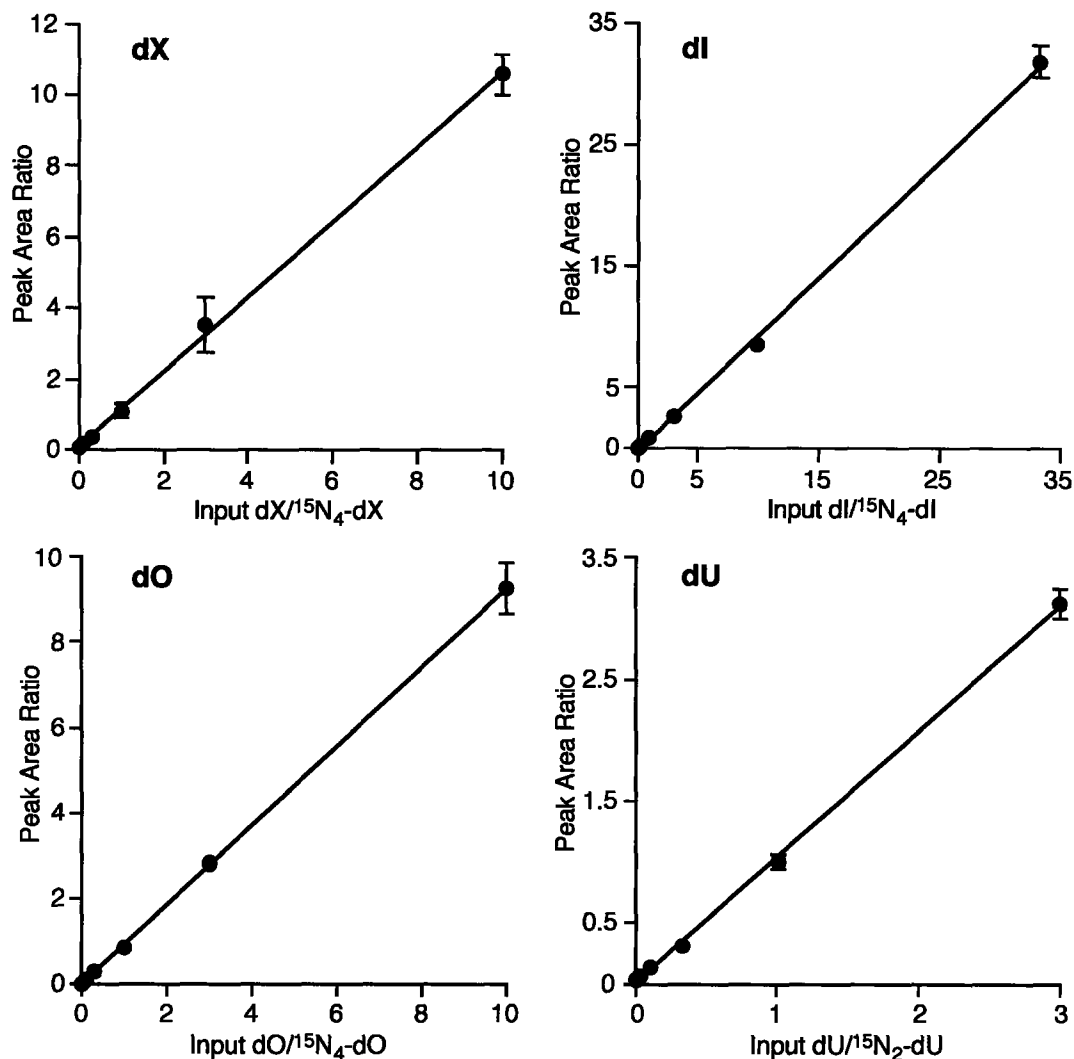 dX
Peak Area Ratio
12
10
8
6
4
2
0
0 2 4 6 8 10
Input dX/¹⁵N₄-dX
dI
Peak Area Ratio
35
25
15
5
0
0 5 15 25 35
Input dI/¹⁵N₄-dI
dO
Peak Area Ratio
10
8
6
4
2
0
0 2 4 6 8 10
Input dO/¹⁵N₄-dO
dU
Peak Area Ratio
3.5
2.5
1.5
0.5
0
0 1 2 3
Input dU/¹⁵N₂-dU